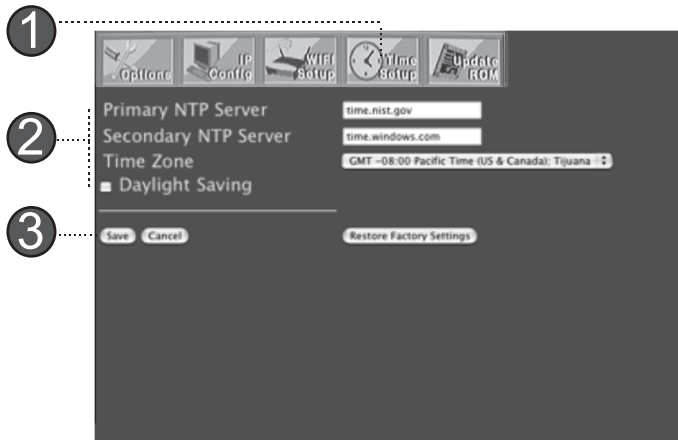 1
Options IP Config WIFI Setup Time Setup Update ROM
2
Primary NTP Server time.nist.gov
Secondary NTP Server time.windows.com
Time Zone GMT -08:00 Pacific Time (US & Canada); Tijuana
Daylight Saving
3
Save Cancel Restore Factory Settings